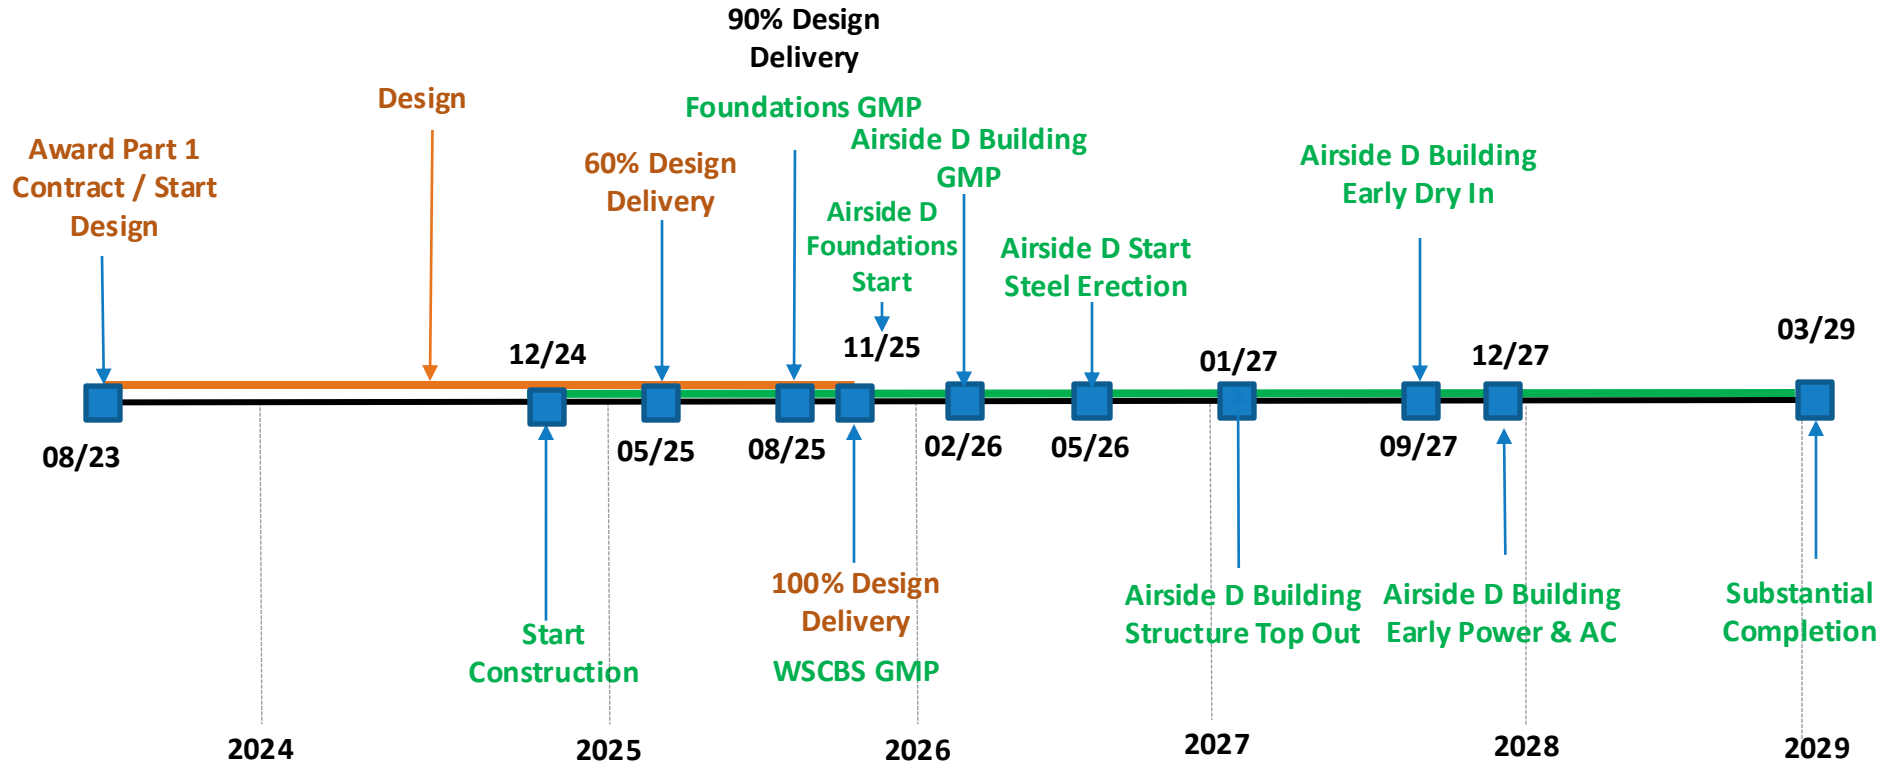 90% Design
Delivery
Foundations GMP
Design
Award Part 1
Contract / Start
Design
60% Design
Delivery
Airside D Building
GMP
Airside D
Foundations
Start
Airside D Start
Steel Erection
Airside D Building
Early Dry In
12/24
11/25
01/27
12/27
03/29
08/23
05/25
08/25
02/26
05/26
09/27
Start
Construction
100% Design
Delivery
WSCBS GMP
Airside D Building
Structure Top Out
Airside D Building
Early Power & AC
Substantial
Completion
2024
2025
2026
2027
2028
2029